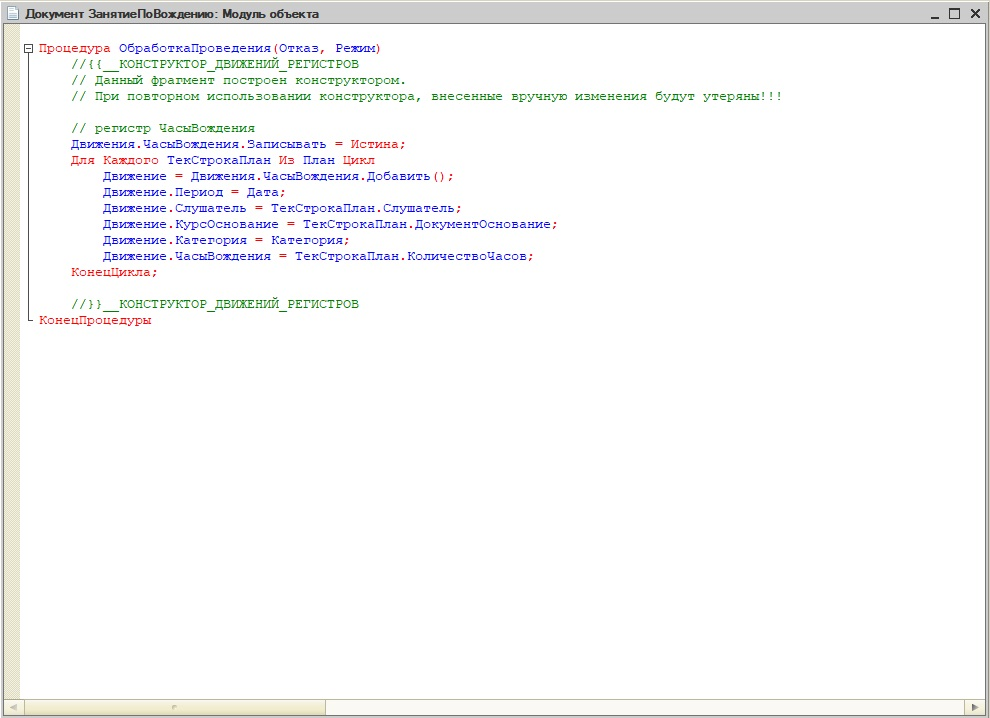 Документ ЗанятиеПоВождению: Модуль объекта
Процедура ОбработкаПроведения(Отказ, Режим)
//{{__КОНСТРУКТОР_ДВИЖЕНИЙ_РЕГИСТРОВ
// Данный фрагмент построен конструктором.
// При повторном использовании конструктора, внесенные вручную изменения будут утеряны!!!
// регистр ЧасыВождения
Движения.ЧасыВождения.Записывать = Истина;
Для Каждого ТекСтрокаПлан Из План Цикл
Движение = Движения.ЧасыВождения.Добавить();
Движение.Период = Дата;
Движение.Слушатель = ТекСтрокаПлан.Слушатель;
Движение.КурсОснование = ТекСтрокаПлан.ДокументОснование;
Движение.Категория = Категория;
Движение.ЧасыВождения = ТекСтрокаПлан.КоличествоЧасов;
КонецЦикла;
//}}__КОНСТРУКТОР_ДВИЖЕНИЙ_РЕГИСТРОВ
КонецПроцедуры